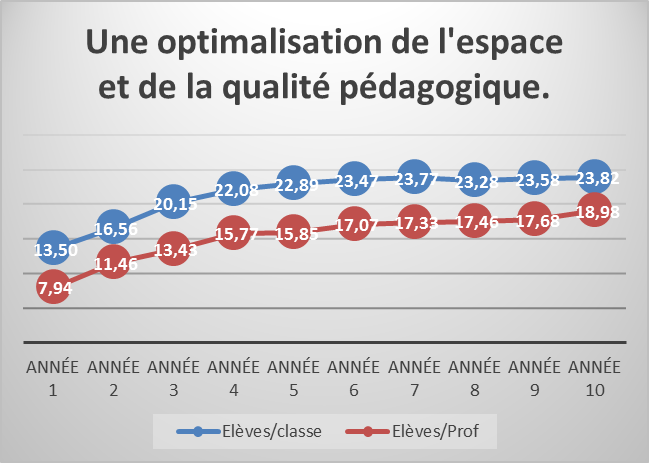 Une optimalisation de l'espace
et de la qualité pédagogique.
13,50 16,56 20,15 22,08 22,89 23,47 23,77 23,28 23,58 23,82
7,94 11,46 13,43 15,77 15,85 17,07 17,33 17,46 17,68 18,98
ANNÉE ANNÉE ANNÉE ANNÉE ANNÉE ANNÉE ANNÉE ANNÉE ANNÉE ANNÉE
1 2 3 4 5 6 7 8 9 10
Elèves/classe Elèves/Prof